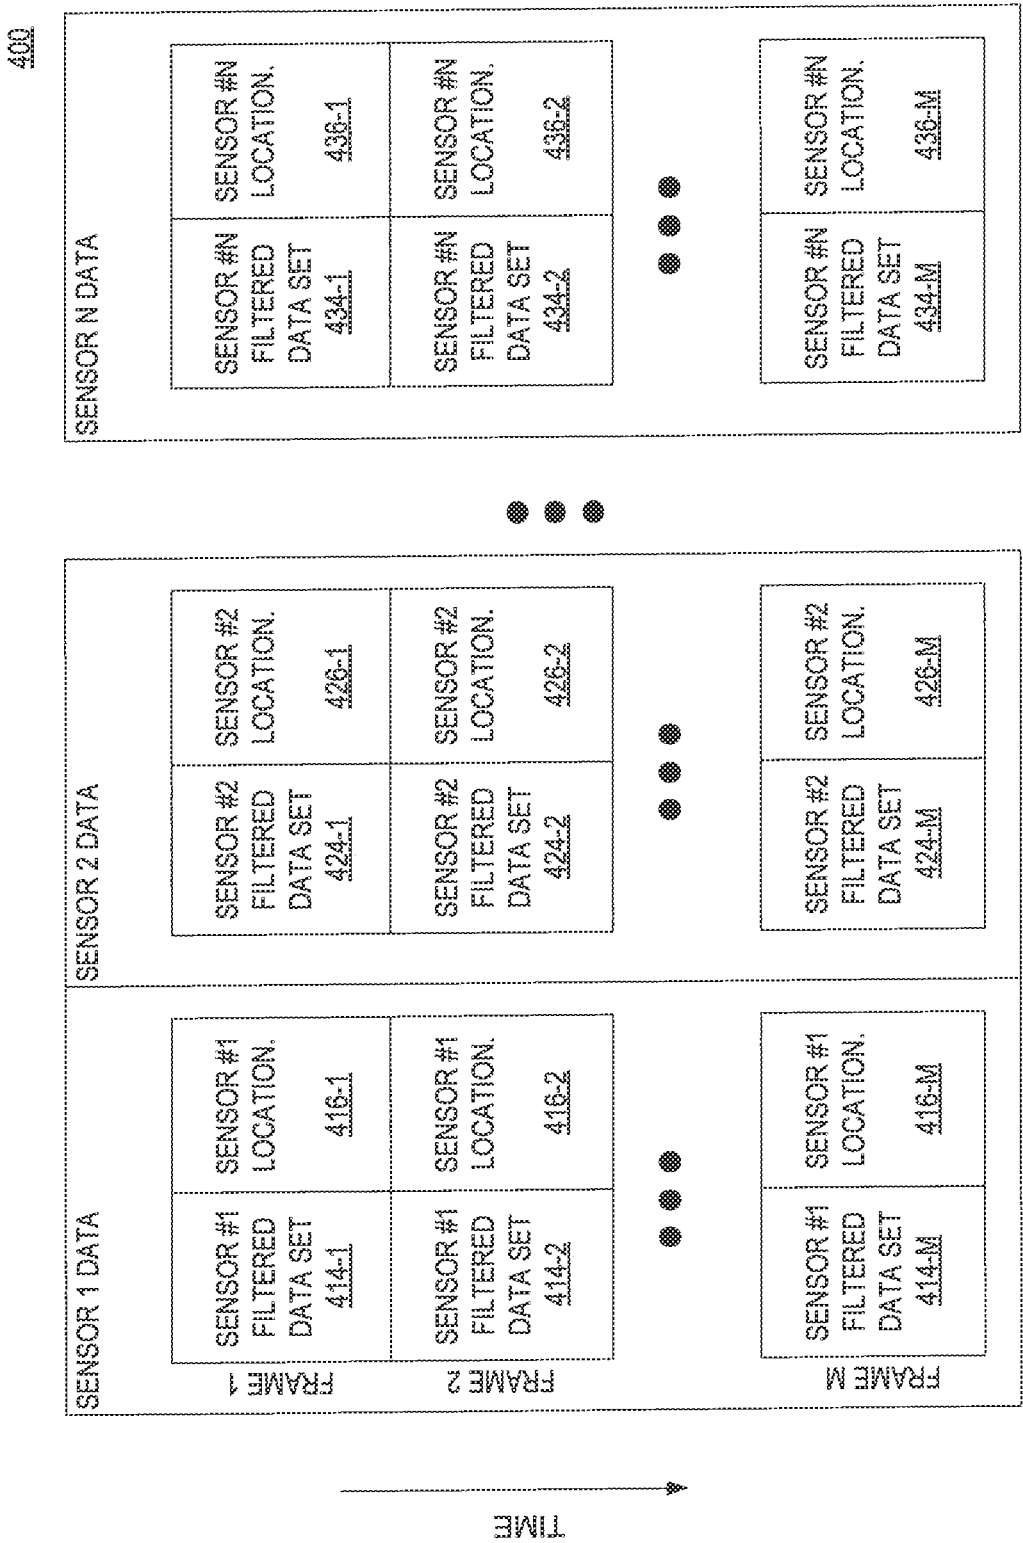 400
SENSOR 1 DATA
SENSOR 2 DATA
SENSOR N DATA
FRAME 1
SENSOR #1
FILTERED
DATA SET
414-1
SENSOR #1
LOCATION.
416-1
SENSOR #2
FILTERED
DATA SET
424-1
SENSOR #2
LOCATION.
426-1
SENSOR #N
FILTERED
DATA SET
434-1
SENSOR #N
LOCATION.
436-1
FRAME 2
SENSOR #1
FILTERED
DATA SET
414-2
SENSOR #1
LOCATION.
416-2
SENSOR #2
FILTERED
DATA SET
424-2
SENSOR #2
LOCATION.
426-2
SENSOR #N
FILTERED
DATA SET
434-2
SENSOR #N
LOCATION.
436-2
TIME
FRAME M
SENSOR #1
FILTERED
DATA SET
414-M
SENSOR #1
LOCATION.
416-M
SENSOR #2
FILTERED
DATA SET
424-M
SENSOR #2
LOCATION.
426-M
SENSOR #N
FILTERED
DATA SET
434-M
SENSOR #N
LOCATION.
436-M